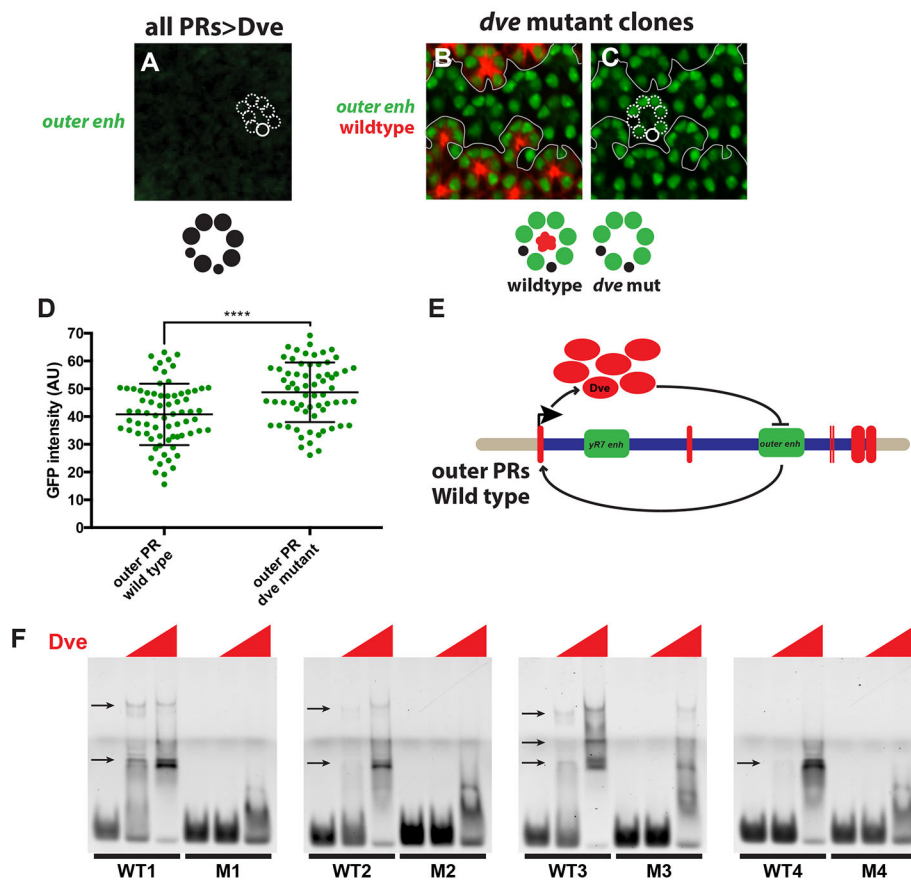 all PRs>Dve
dve mutant clones
A
B
C
outer enh
outer enh
wildtype
wildtype
dve mut
D
****
GFP intensity (AU)
70
60
50
40
30
20
10
0
outer PR
wild type
outer PR
dve mutant
E
Dve
yR7 enh
outer enh
outer PRs
Wild type
F
Dve
WT1
M1
WT2
M2
WT3
M3
WT4
M4